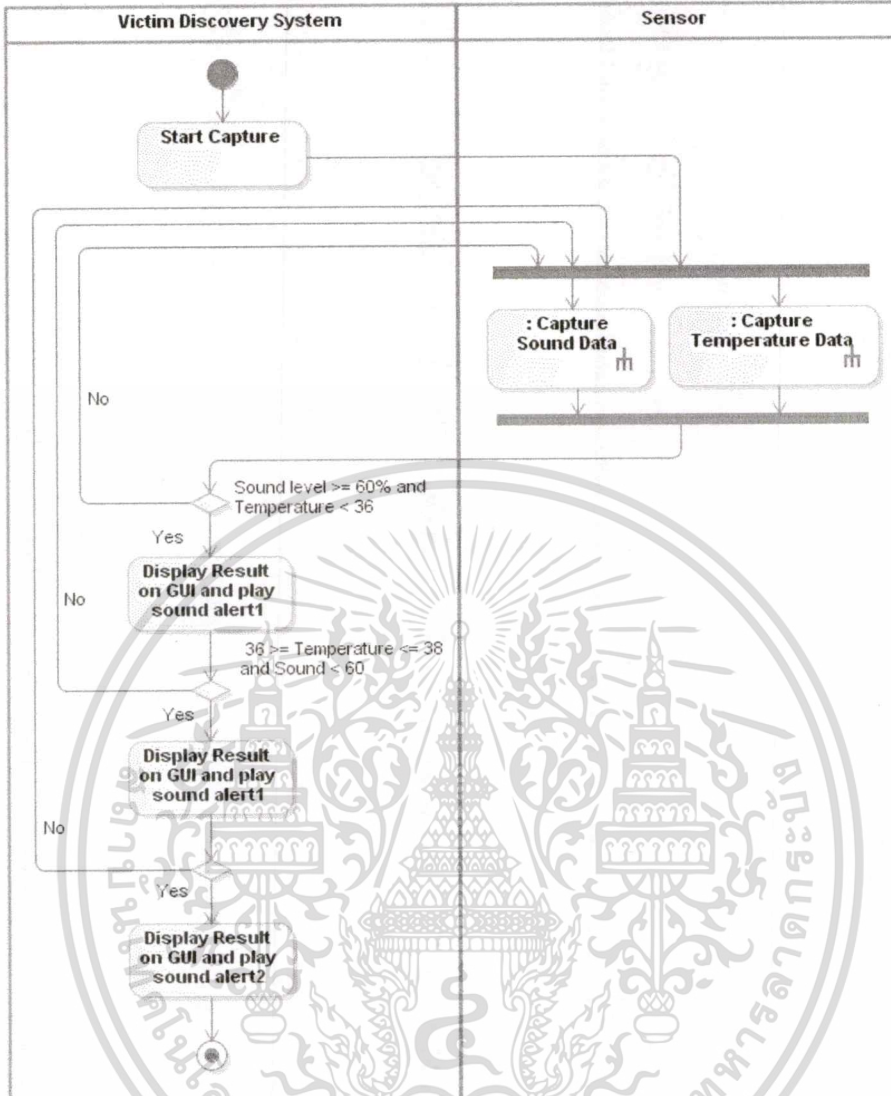 Victim Discovery System
Sensor
Start Capture
: Capture
Sound Data
: Capture
Temperature Data
No
Sound level >= 60% and
Temperature < 36
Yes
Display Result
on GUI and play
sound alert1
No
36 >= Temperature <= 38
and Sound < 60
Yes
Display Result
on GUI and play
sound alert1
No
Yes
Display Result
on GUI and play
sound alert2